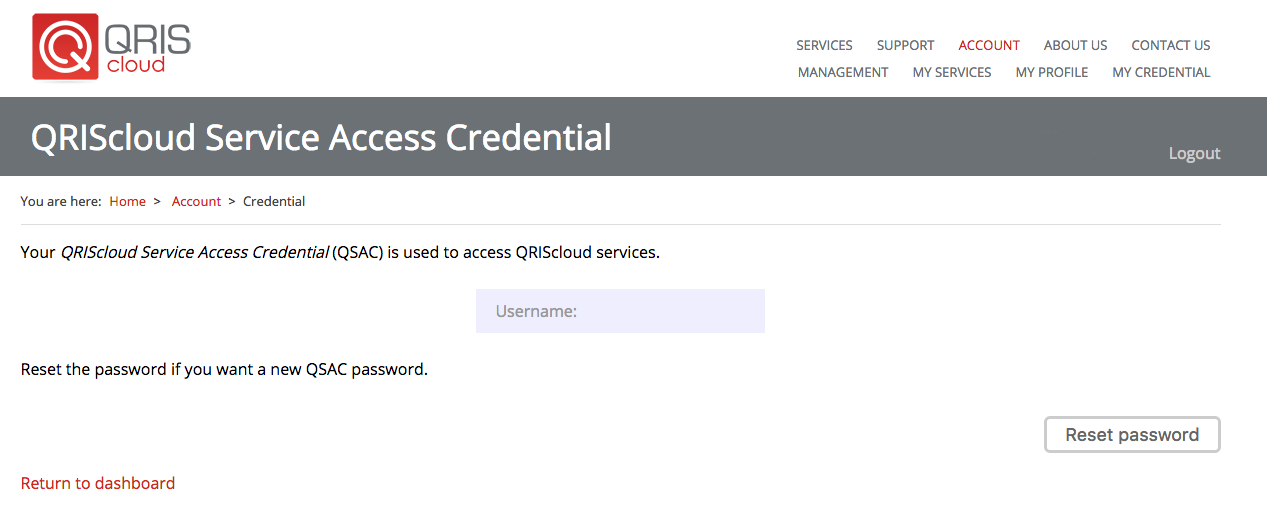 QRIS
cloud
SERVICES SUPPORT ACCOUNT ABOUT US CONTACT US
MANAGEMENT MY SERVICES MY PROFILE MY CREDENTIAL
QRIScloud Service Access Credential
Logout
You are here: Home > Account > Credential
Your QRIScloud Service Access Credential (QSAC) is used to access QRIScloud services.
Username:
Reset the password if you want a new QSAC password.
Reset password
Return to dashboard